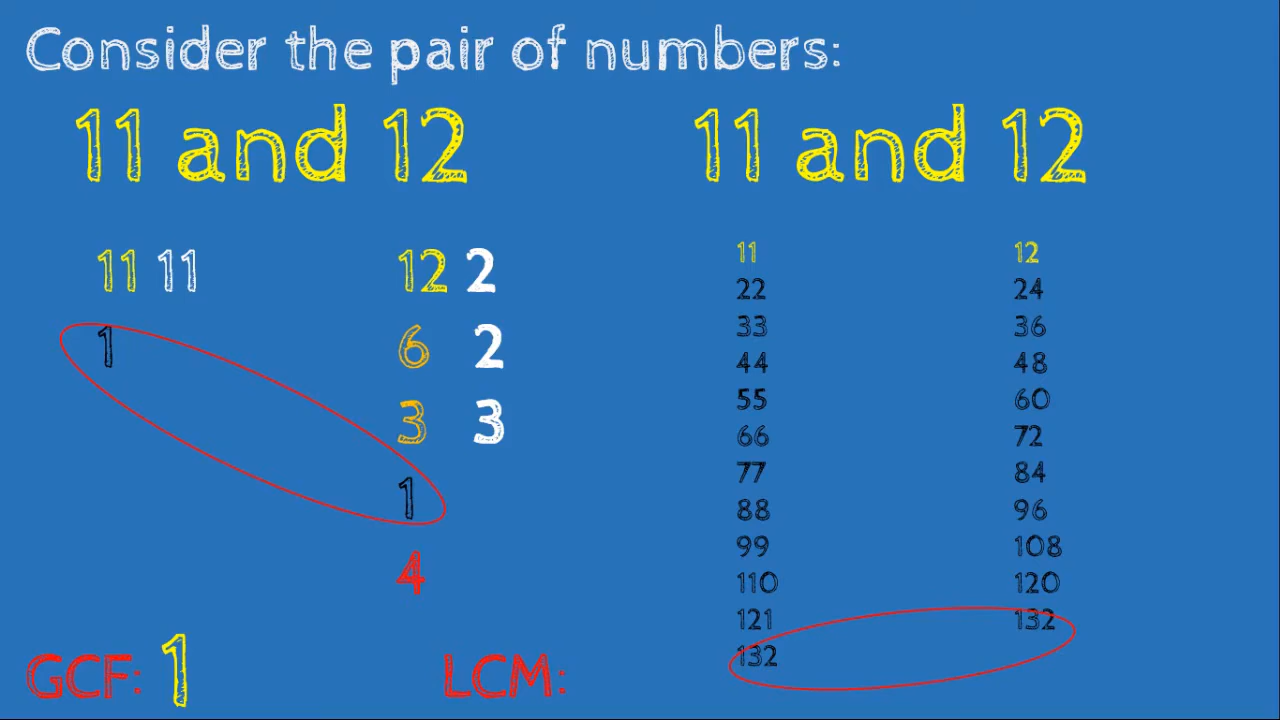 Consider the pair of numbers:
11 and 12 11 and 12
11 11 12 2 11 12
22 24
1 6 2 33 36
44 48
3 3 55 60
66 72
1 77 84
88 96
4 99 108
110 120
121 132
GCF: 1 LCM: 132